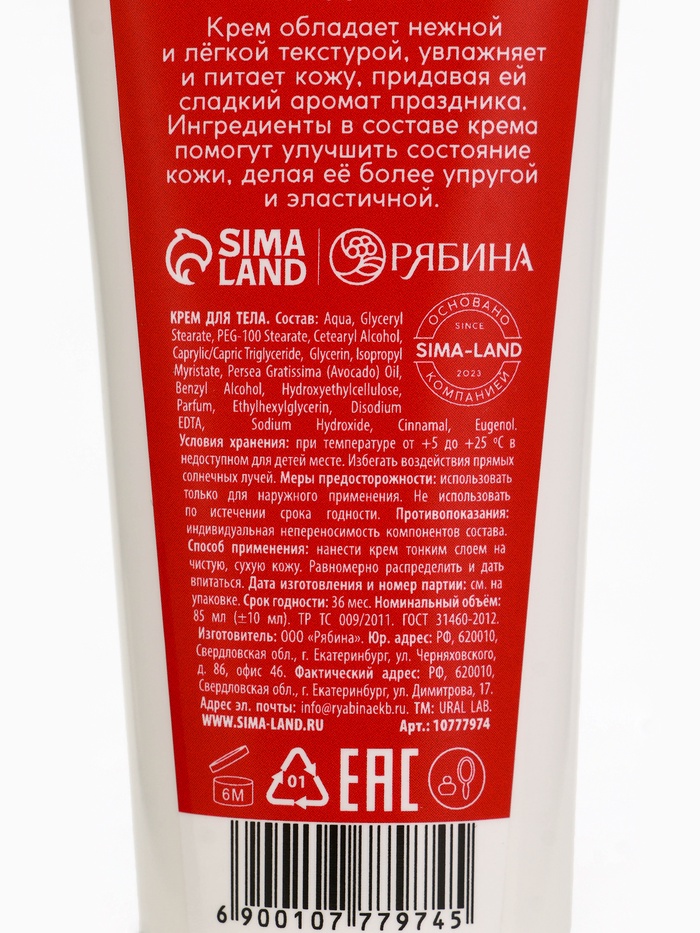 Крем обладает нежной
и лёгкой текстурой, увлажняет
и питает кожу, придавая ей
сладкий аромат праздника.
Ингредиенты в составе крема
помогут улучшить состояние
кожи, делая её более упругой
и эластичной.
SIMA
LAND
РЯБИНА
КРЕМ ДЛЯ ТЕЛА. Состав: Aqua, Glyceryl
Stearate, PEG-100 Stearate, Cetearyl Alcohol,
Caprylic/Capric Triglyceride, Glycerin, Isopropyl
Myristate, Persea Gratissima (Avocado) Oil,
Benzyl Alcohol, Hydroxyethylcellulose,
Parfum, Ethylhexylglycerin, Disodium
EDTA, Sodium Hydroxide, Cinnamal, Eugenol.
ОСНОВАНО
SINCE
SIMA-LAND
2023
КОМПАНИЕЙ
Условия хранения: при температуре от +5 до +25 °С в
недоступном для детей месте. Избегать воздействия прямых
солнечных лучей. Меры предосторожности: использовать
только для наружного применения. Не использовать
по истечении срока годности. Противопоказания:
индивидуальная непереносимость компонентов состава.
Способ применения: нанести крем тонким слоем на
чистую, сухую кожу. Равномерно распределить и дать
впитаться. Дата изготовления и номер партии: см. на
упаковке. Срок годности: 36 мес. Номинальный объём:
85 мл (±10 мл). ТР ТС 009/2011. ГОСТ 31460-2012.
Изготовитель: ООО «Рябина». Юр. адрес: РФ, 620010,
Свердловская обл., г. Екатеринбург, ул. Черняховского,
д. 86, офис 46. Фактический адрес: РФ, 620010,
Свердловская обл., г. Екатеринбург, ул. Димитрова, 17.
Адрес эл. почты: info@ryabinaekb.ru. ТМ: URAL LAB.
WWW.SIMA-LAND.RU Арт.: 10777974
6M
01
EAC
6 900107 779745